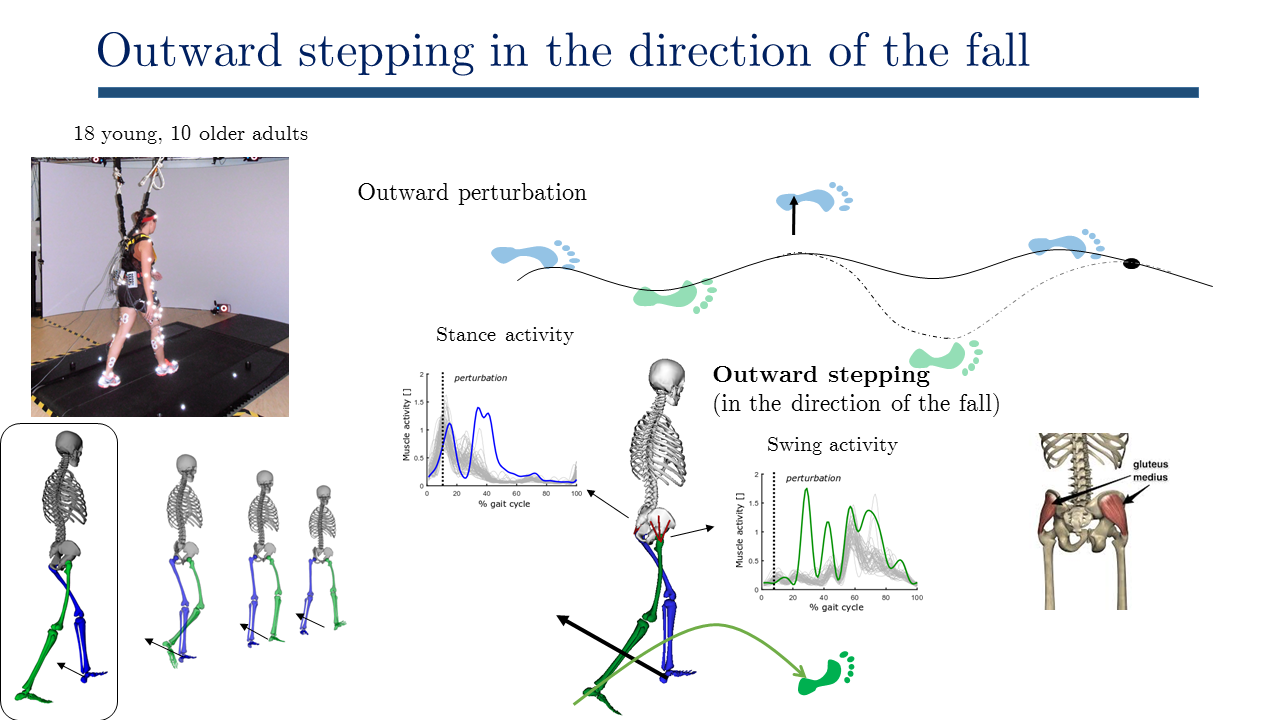 Outward stepping in the direction of the fall
18 young, 10 older adults
Outward perturbation
Stance activity
2
1.5
1
0.5
0
perturbation
Muscle activity []
0 20 40 60 80 100
% gait cycle
Outward stepping
(in the direction of the fall)
Swing activity
2
1.5
1
0.5
0
perturbation
Muscle activity []
0 20 40 60 80 100
% gait cycle
gluteus
medius